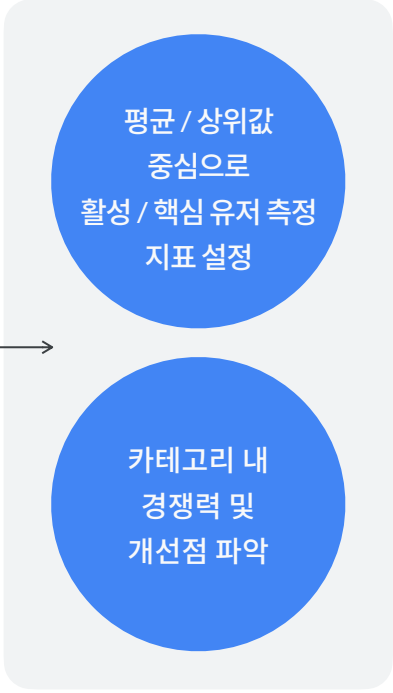 평균 / 상위값
중심으로
활성 / 핵심 유저 측정
지표 설정
카테고리 내
경쟁력 및
개선점 파악